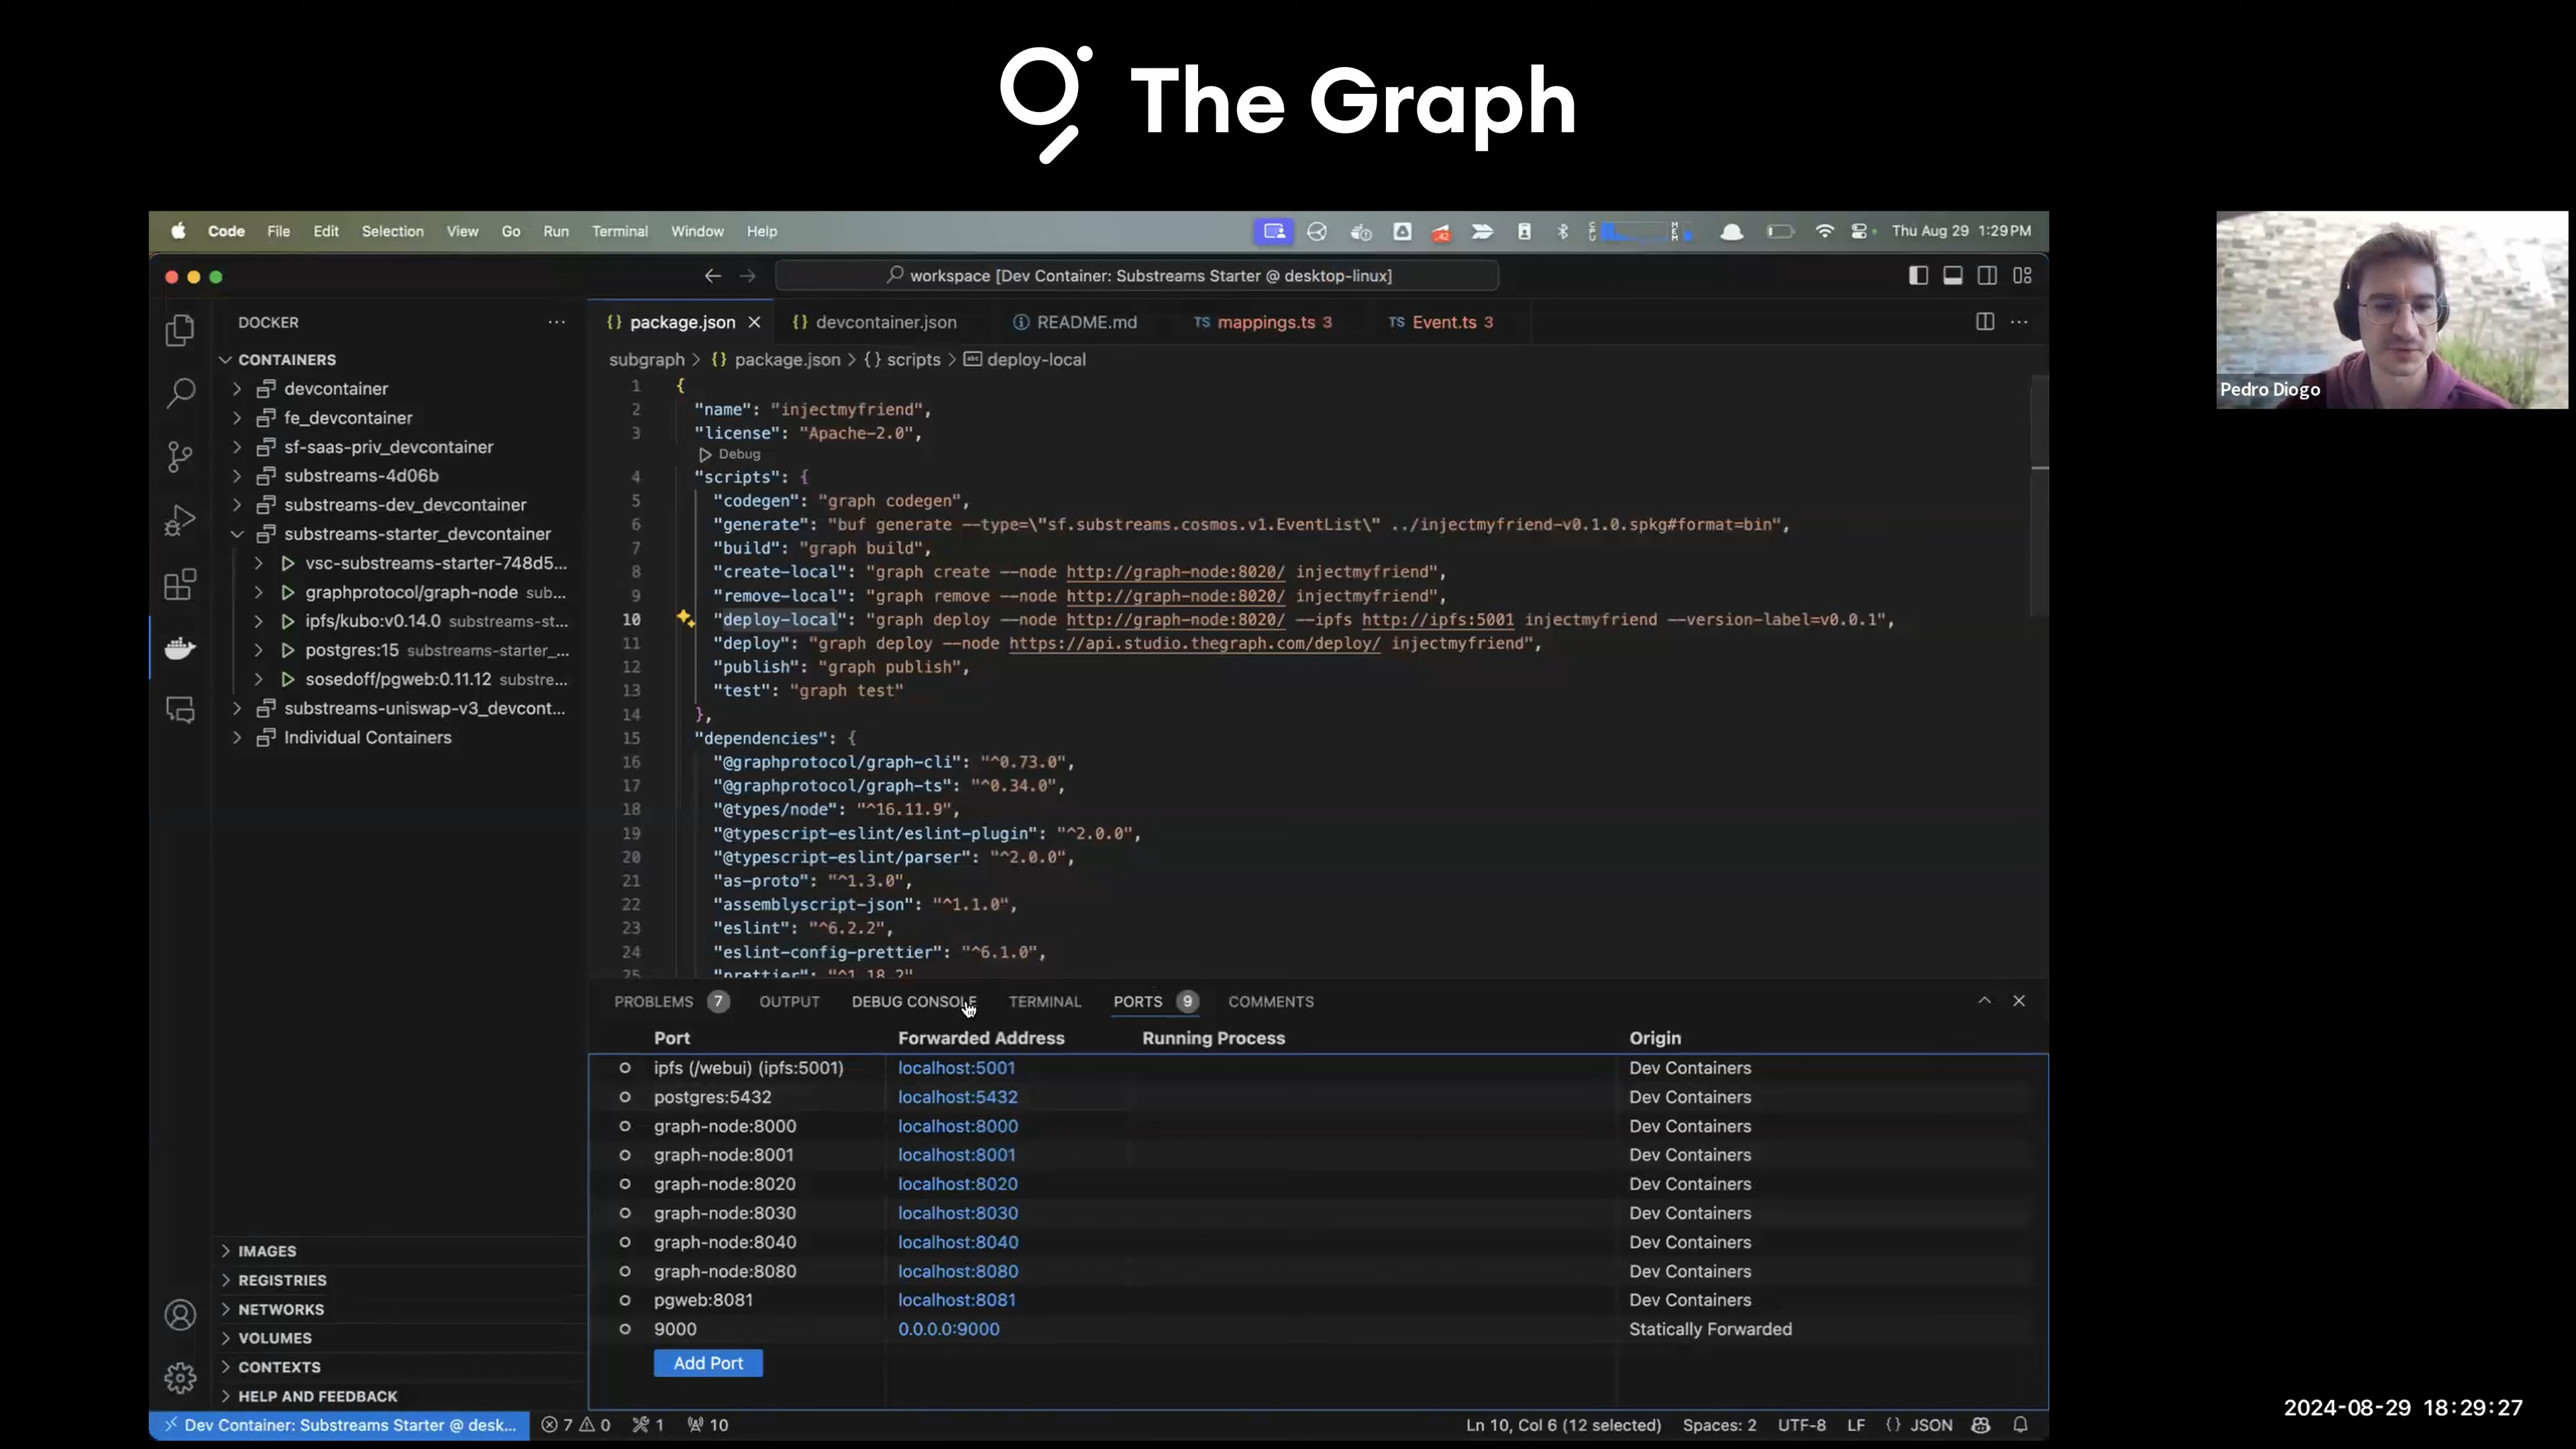 The Graph
Code File Edit Selection View Go Run Terminal Window Help
Thu Aug 29 1:29 PM
workspace [Dev Container: Substreams Starter @ desktop-linux]
DOCKER
package.json
devcontainer.json
README.md
TS mappings.ts 3
TS Event.ts 3
CONTAINERS
devcontainer
fe_devcontainer
sf-saas-priv_devcontainer
substreams-4d06b
substreams-dev_devcontainer
substreams-starter_devcontainer
vsc-substreams-starter-748d5...
graphprotocol/graph-node sub...
ipfs/kubo:v0.14.0 substreams-st...
postgres:15 substreams-starter_...
sosedoff/pgweb:0.11.12 substre...
substreams-uniswap-v3_devcont...
Individual Containers
IMAGES
REGISTRIES
NETWORKS
VOLUMES
CONTEXTS
HELP AND FEEDBACK
subgraph > {} package.json > {} scripts > abc deploy-local
1 {
2 "name": "injectmyfriend",
3 "license": "Apache-2.0",
Debug
4 "scripts": {
5 "codegen": "graph codegen",
6 "generate": "buf generate --type=\"sf.substreams.cosmos.v1.EventList\" ../injectmyfriend-v0.1.0.spkg#format=bin",
7 "build": "graph build",
8 "create-local": "graph create --node http://graph-node:8020/ injectmyfriend",
9 "remove-local": "graph remove --node http://graph-node:8020/ injectmyfriend",
10 "deploy-local": "graph deploy --node http://graph-node:8020/ --ipfs http://ipfs:5001 injectmyfriend --version-label=v0.0.1",
11 "deploy": "graph deploy --node https://api.studio.thegraph.com/deploy/ injectmyfriend",
12 "publish": "graph publish",
13 "test": "graph test"
14 },
15 "dependencies": {
16 "@graphprotocol/graph-cli": "^0.73.0",
17 "@graphprotocol/graph-ts": "^0.34.0",
18 "@types/node": "^16.11.9",
19 "@typescript-eslint/eslint-plugin": "^2.0.0",
20 "@typescript-eslint/parser": "^2.0.0",
21 "as-proto": "^1.3.0",
22 "assemblyscript-json": "^1.1.0",
23 "eslint": "^6.2.2",
24 "eslint-config-prettier": "^6.1.0",
25 "prettier": "^1.18.2"
PROBLEMS 7 OUTPUT DEBUG CONSOLE TERMINAL PORTS 9 COMMENTS
Port Forwarded Address Running Process Origin
ipfs (/webui) (ipfs:5001) localhost:5001 Dev Containers
postgres:5432 localhost:5432 Dev Containers
graph-node:8000 localhost:8000 Dev Containers
graph-node:8001 localhost:8001 Dev Containers
graph-node:8020 localhost:8020 Dev Containers
graph-node:8030 localhost:8030 Dev Containers
graph-node:8040 localhost:8040 Dev Containers
graph-node:8080 localhost:8080 Dev Containers
pgweb:8081 localhost:8081 Dev Containers
9000 0.0.0.0:9000 Statically Forwarded
Add Port
Dev Container: Substreams Starter @ desk... 7 0 1 10
Ln 10, Col 6 (12 selected) Spaces: 2 UTF-8 LF {} JSON
Pedro Diogo
2024-08-29 18:29:27